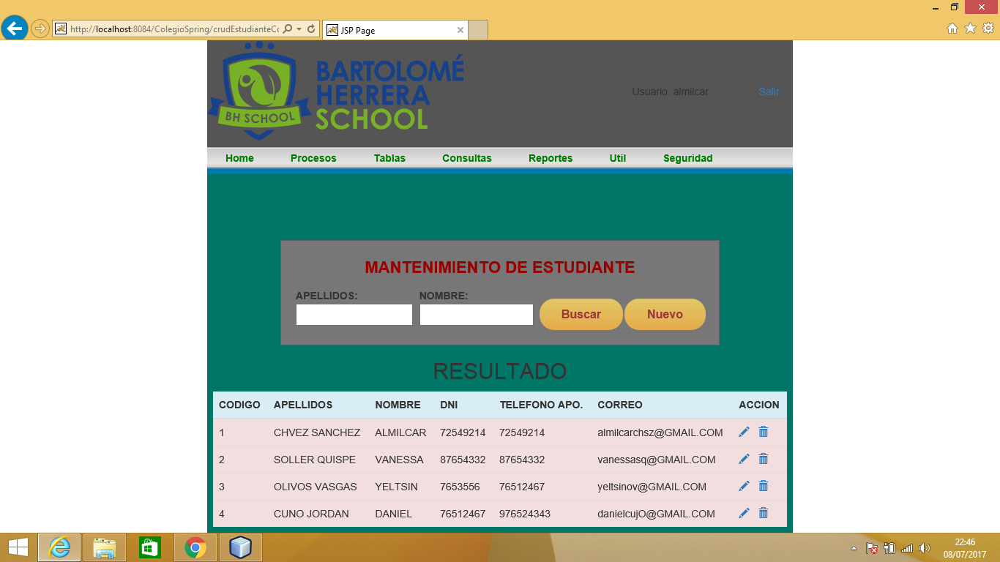 http://localhost:8084/ColegioSpring/crudEstudianteCo
JSP Page
BARTOLOMÉ
HERRERA
SCHOOL
BH SCHOOL
Usuario: almilcar Salir
Home Procesos Tablas Consultas Reportes Util Seguridad
MANTENIMIENTO DE ESTUDIANTE
APELLIDOS: NOMBRE:
Buscar Nuevo
RESULTADO
CODIGO APELLIDOS NOMBRE DNI TELEFONO APO. CORREO ACCION
1 CHVEZ SANCHEZ ALMILCAR 72549214 72549214 almilcarchsz@GMAIL.COM
2 SOLLER QUISPE VANESSA 87654332 87654332 vanessasq@GMAIL.COM
3 OLIVOS VASGAS YELTSIN 7653556 76512467 yeltsinov@GMAIL.COM
4 CUNO JORDAN DANIEL 76512467 976524343 danielcujO@GMAIL.COM
22:46
08/07/2017